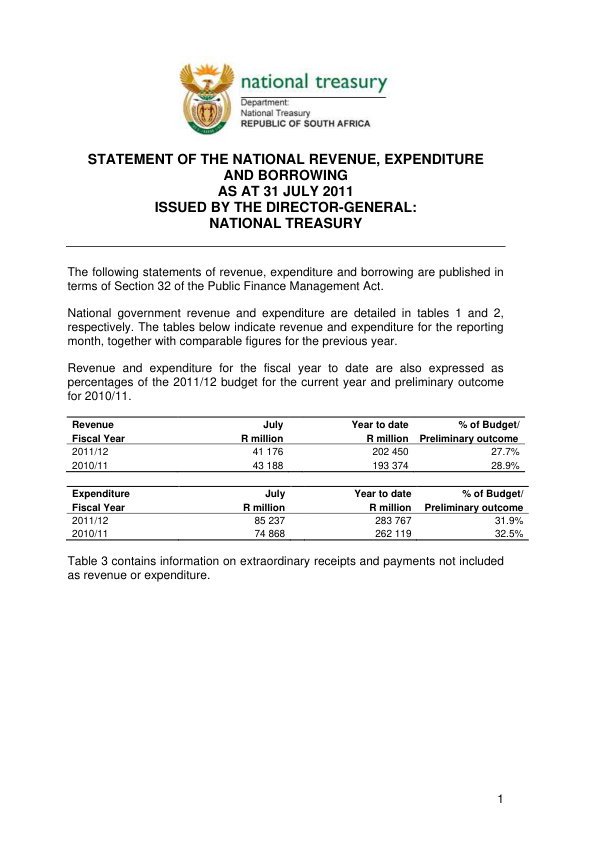 national treasury
Department:
National Treasury
REPUBLIC OF SOUTH AFRICA
STATEMENT OF THE NATIONAL REVENUE, EXPENDITURE
AND BORROWING
AS AT 31 JULY 2011
ISSUED BY THE DIRECTOR-GENERAL:
NATIONAL TREASURY
The following statements of revenue, expenditure and borrowing are published in
terms of Section 32 of the Public Finance Management Act.
National government revenue and expenditure are detailed in tables 1 and 2,
respectively. The tables below indicate revenue and expenditure for the reporting
month, together with comparable figures for the previous year.
Revenue and expenditure for the fiscal year to date are also expressed as
percentages of the 2011/12 budget for the current year and preliminary outcome
for 2010/11.
Revenue July Year to date % of Budget/
Fiscal Year R million R million Preliminary outcome
2011/12 41 176 202 450 27.7%
2010/11 43 188 193 374 28.9%
Expenditure July Year to date % of Budget/
Fiscal Year R million R million Preliminary outcome
2011/12 85 237 283 767 31.9%
2010/11 74 868 262 119 32.5%
Table 3 contains information on extraordinary receipts and payments not included
as revenue or expenditure.
1